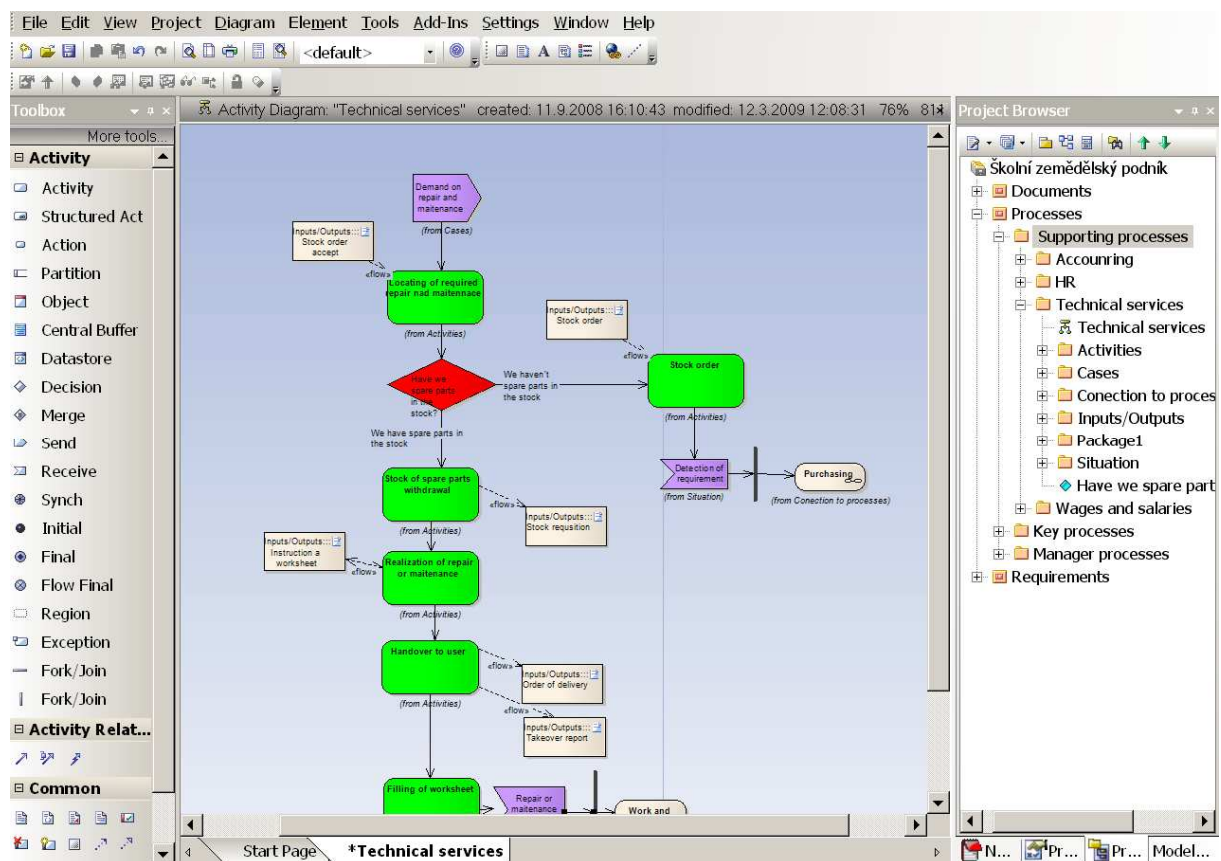 File Edit View Project Diagram Element Tools Add-Ins Settings Window Help
<default>
Toolbox
More tools...
Activity
Activity
Structured Act
Action
Partition
Object
Central Buffer
Datastore
Decision
Merge
Send
Receive
Synch
Initial
Final
Flow Final
Region
Exception
Fork/Join
Fork/Join
Activity Relat...
Common
Activity Diagram: "Technical services" created: 11.9.2008 16:10:43 modified: 12.3.2009 12:08:31 76%
Demand on
repair and
maitenance
(from Cases)
Inputs/Outputs:::
Stock order
accept
«flow»
Locating of required
repair nad maitennace
(from Activities)
Inputs/Outputs:::
Stock order
«flow»
Have we
spare parts
in the
stock?
We haven't
spare parts in
the stock
Stock order
(from Activities)
We have spare parts in
the stock
Detection of
requirement
(from Situation)
Purchasing
(from Conection to processes)
Stock of spare parts
withdrawal
(from Activities)
«flow»
Inputs/Outputs:::
Stock requsition
Inputs/Outputs:::
Instruction a
worksheet
«flow»
Realization of repair
or maitenance
(from Activities)
Handover to user
(from Activities)
«flow»
Inputs/Outputs:::
Order of delivery
«flow»
Inputs/Outputs:::
Takeover report
Filling of worksheet
Repair or
maitenance
Work and
Start Page
*Technical services
Project Browser
Školní zemědělský podník
Documents
Processes
Supporting processes
Accounring
HR
Technical services
Technical services
Activities
Cases
Conection to proces
Inputs/Outputs
Package1
Situation
Have we spare part
Wages and salaries
Key processes
Manager processes
Requirements
N... Pr... Pr... Model...